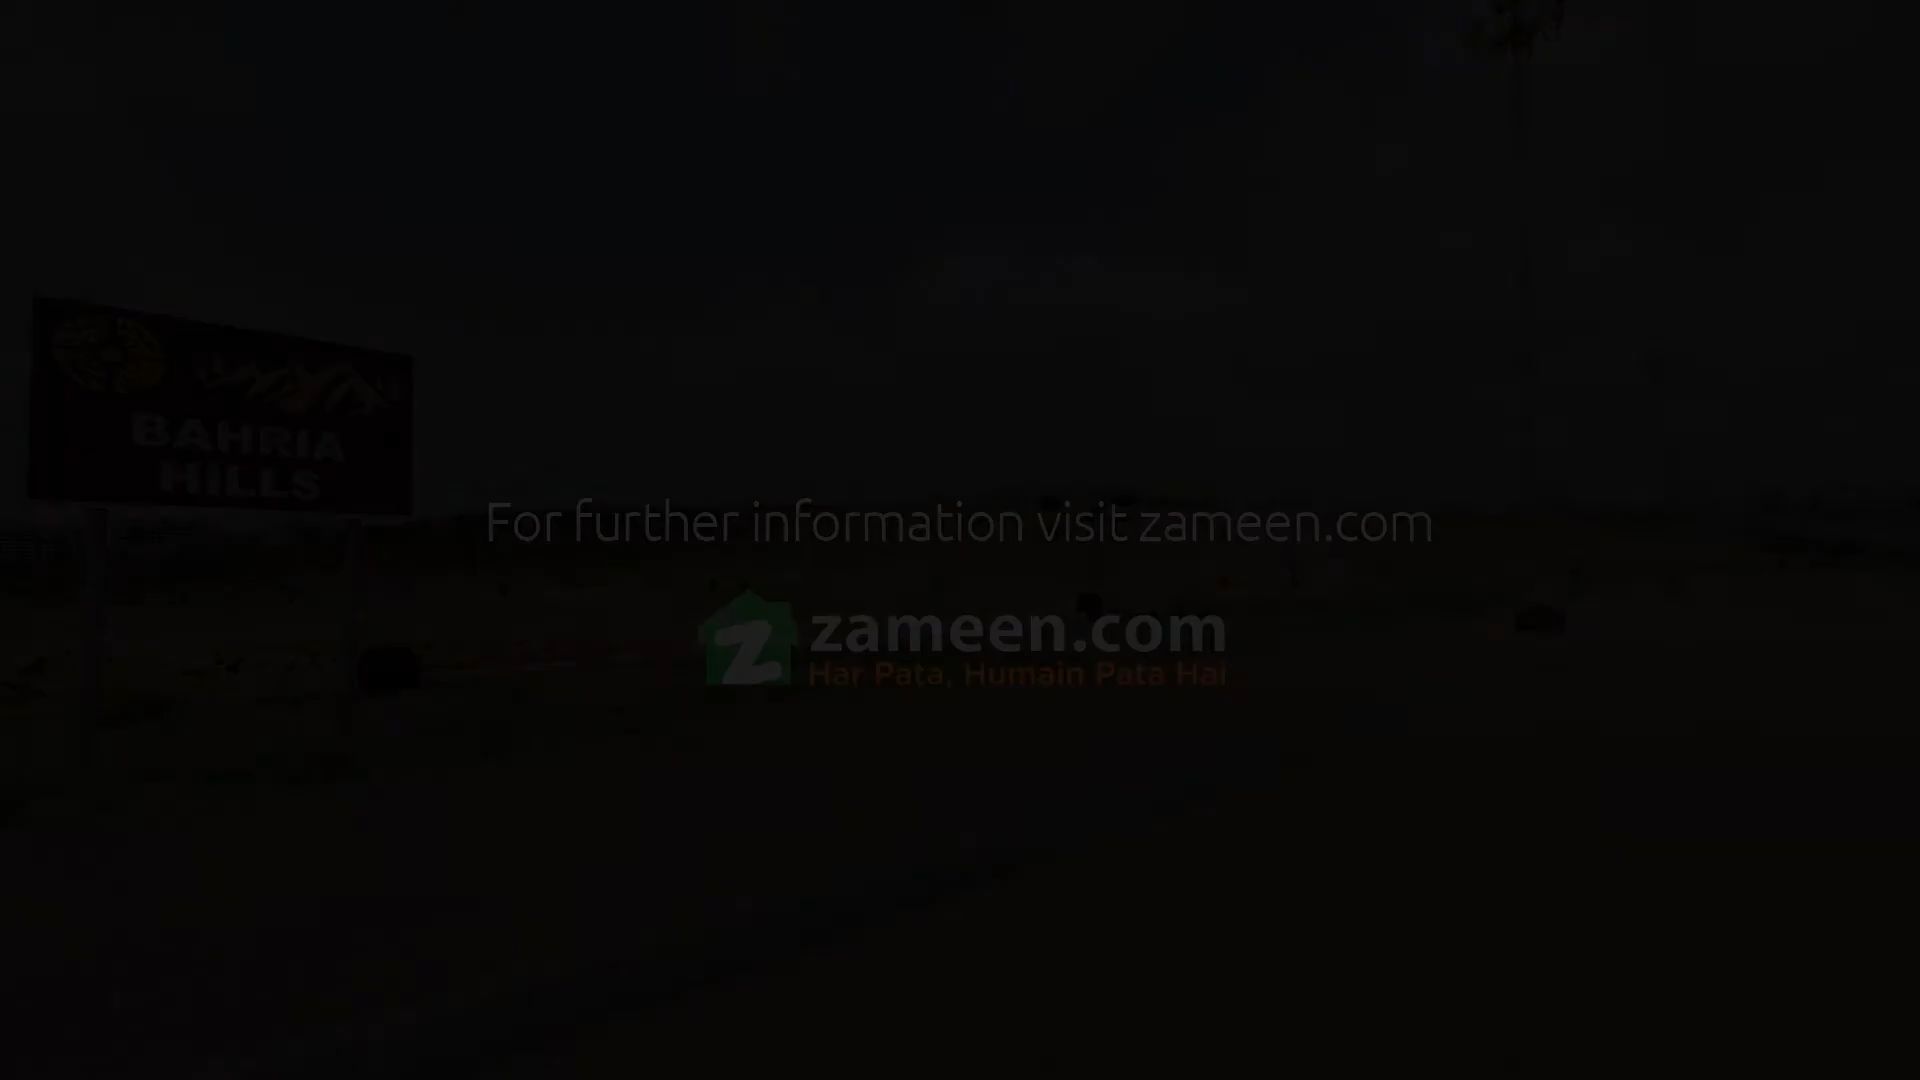 BAHRIA
HILLS
For further information visit zameen.com
zameen.com
Har Pata, Humain Pata Hai